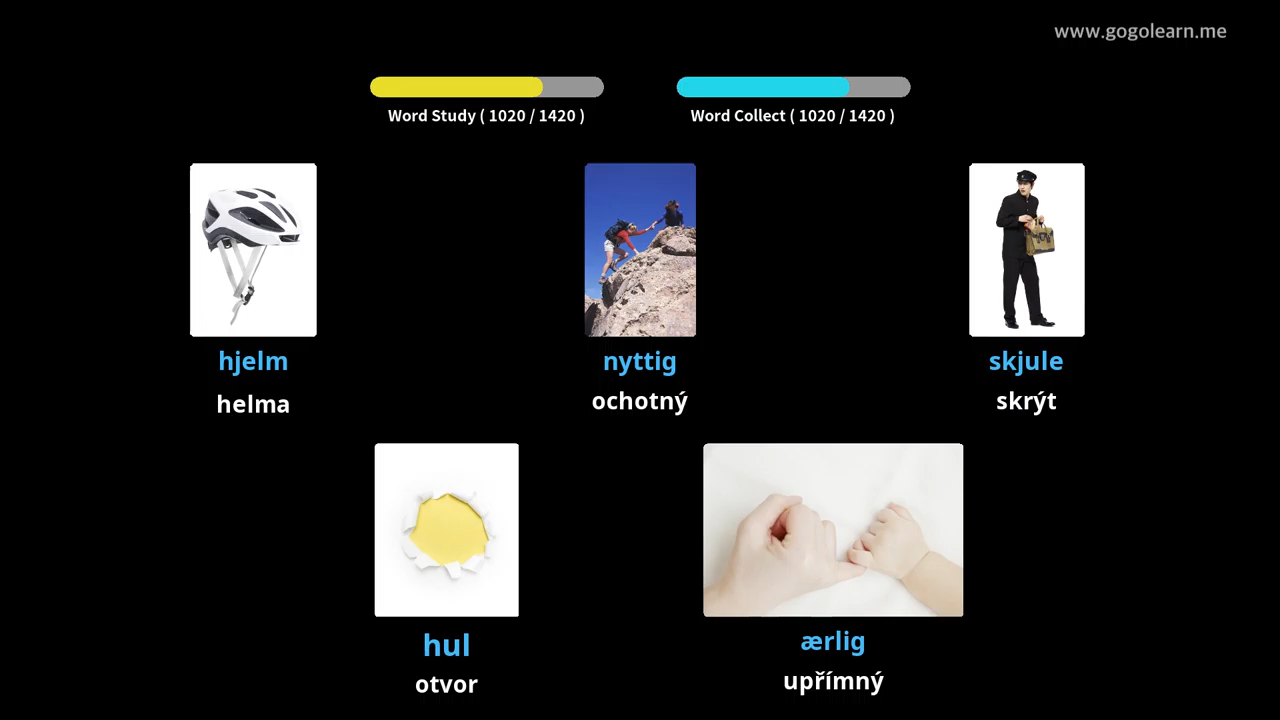 www.gogolearn.me
Word Study ( 1020 / 1420 )
Word Collect ( 1020 / 1420 )
hjelm
helma
nyttig
ochotný
skjule
skrýt
hul
otvor
ærlig
upřímný